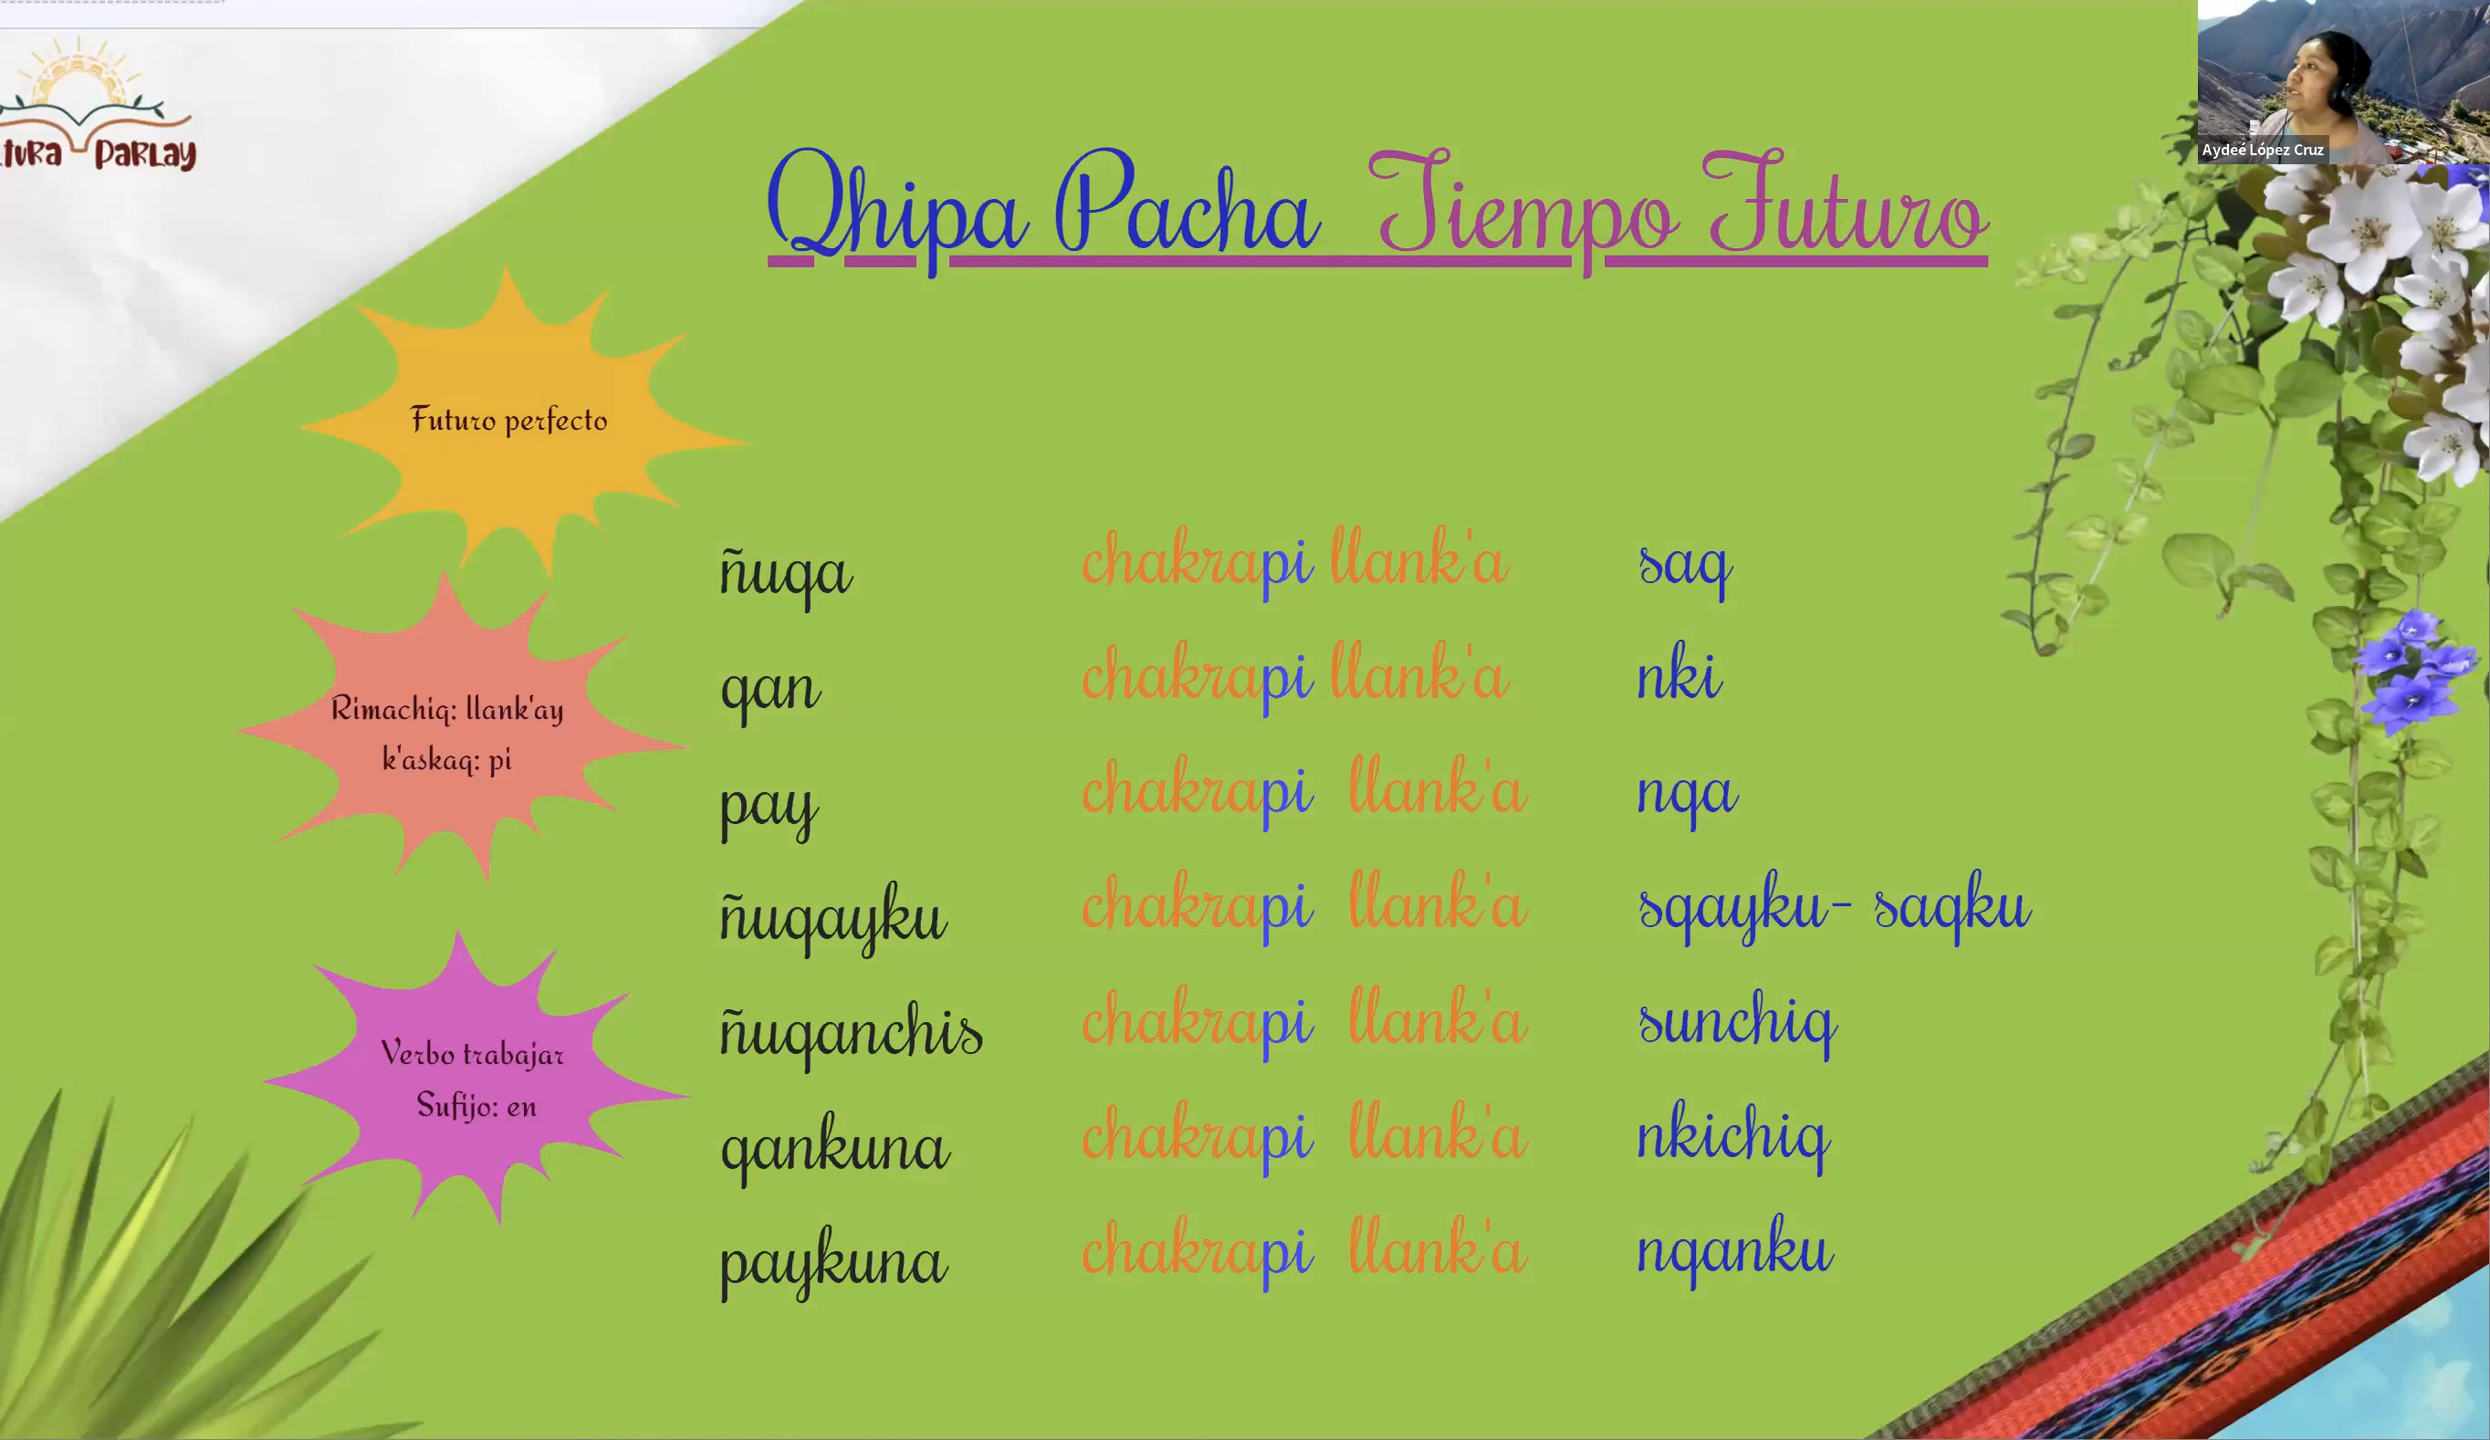 Aydeé López Cruz
PARLAY
Qhipa Pacha Tiempo Futuro
Futuro perfecto
Rimachiq: llank'ay
k'askaq: pi
Verbo trabajar
Sufijo: en
ñuqa chakrapi llank'a saq
qan chakrapi llank'a nki
pay chakrapi llank'a nqa
ñuqayku chakrapi llank'a sqayku- saqku
ñuqanchis chakrapi llank'a sunchiq
qankuna chakrapi llank'a nkichiq
paykuna chakrapi llank'a nqanku